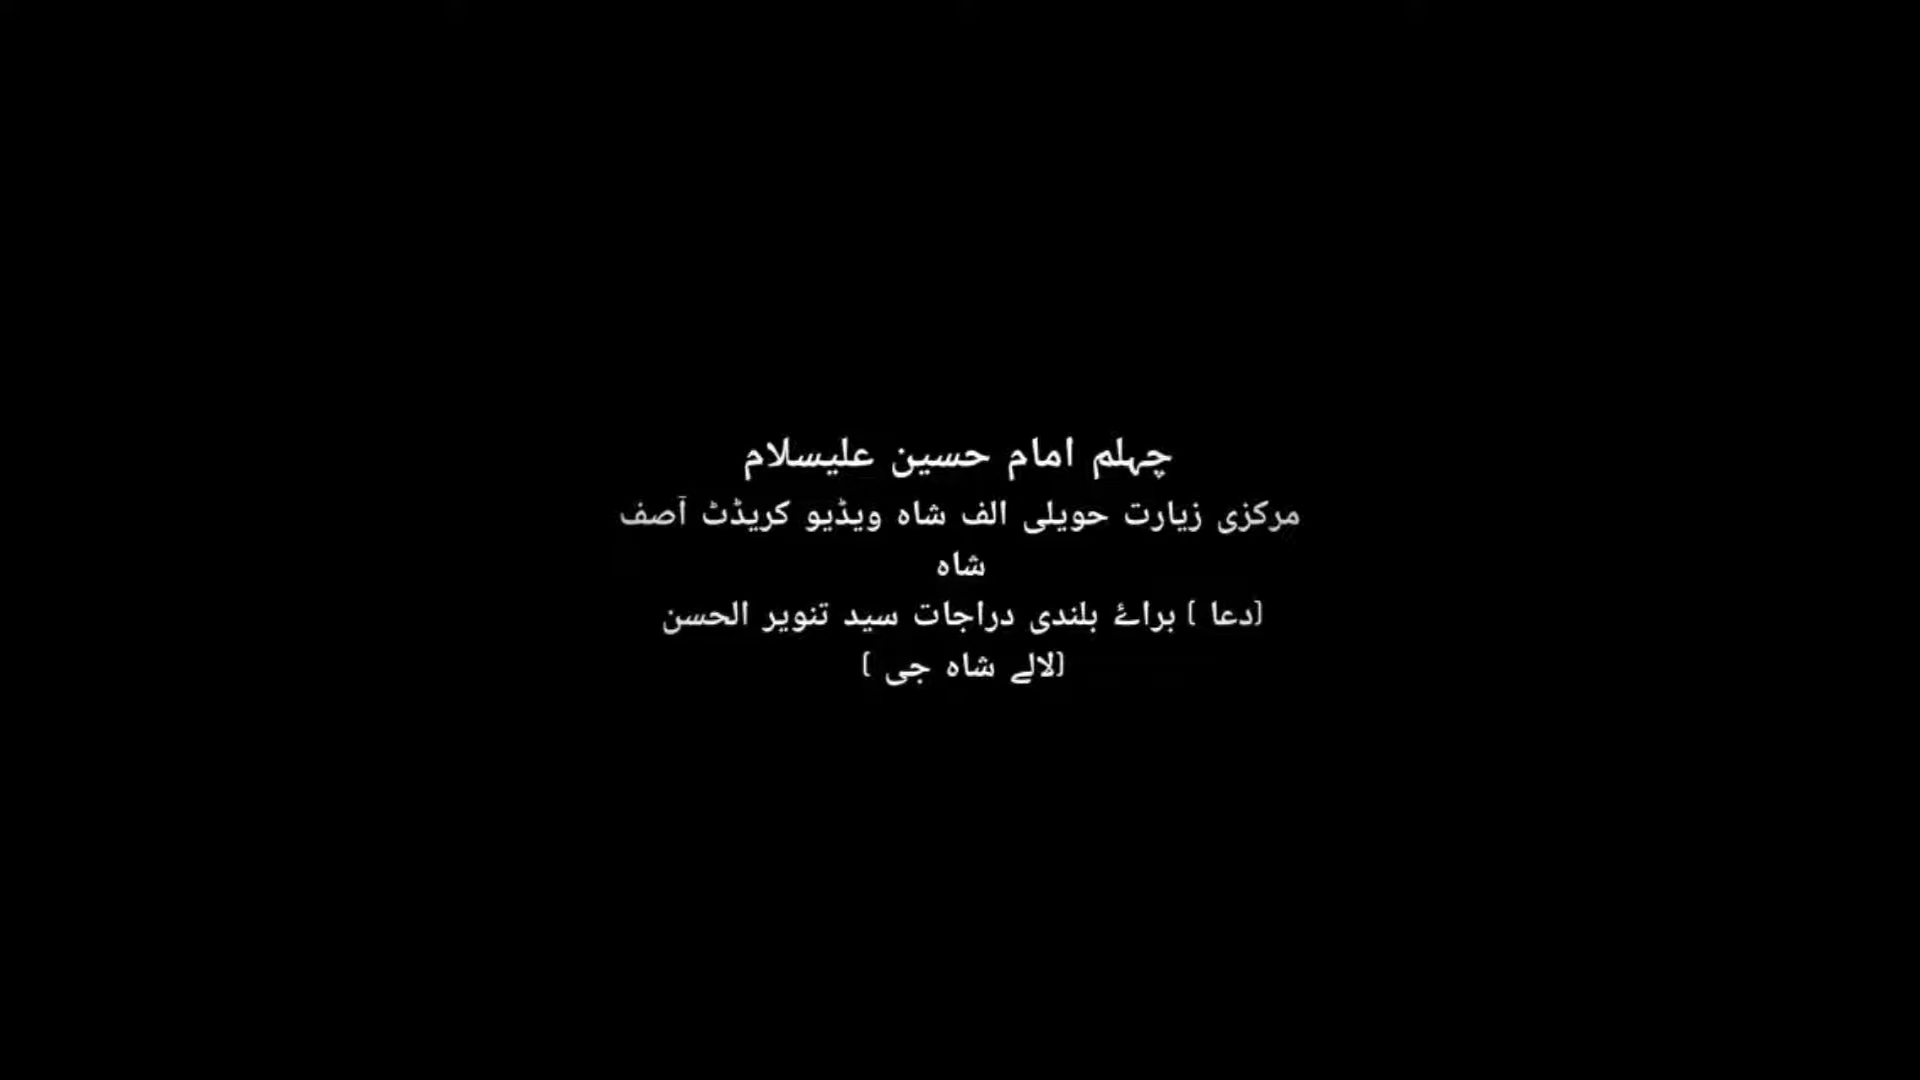 چہلم امام حسین علیسلام
مرکزی زیارت حویلی الف شاہ ویڈیو کریڈٹ آصف
شاہ
(دعا ) براۓ بلندی دراجات سید تنویر الحسن
(لالے شاہ جی )